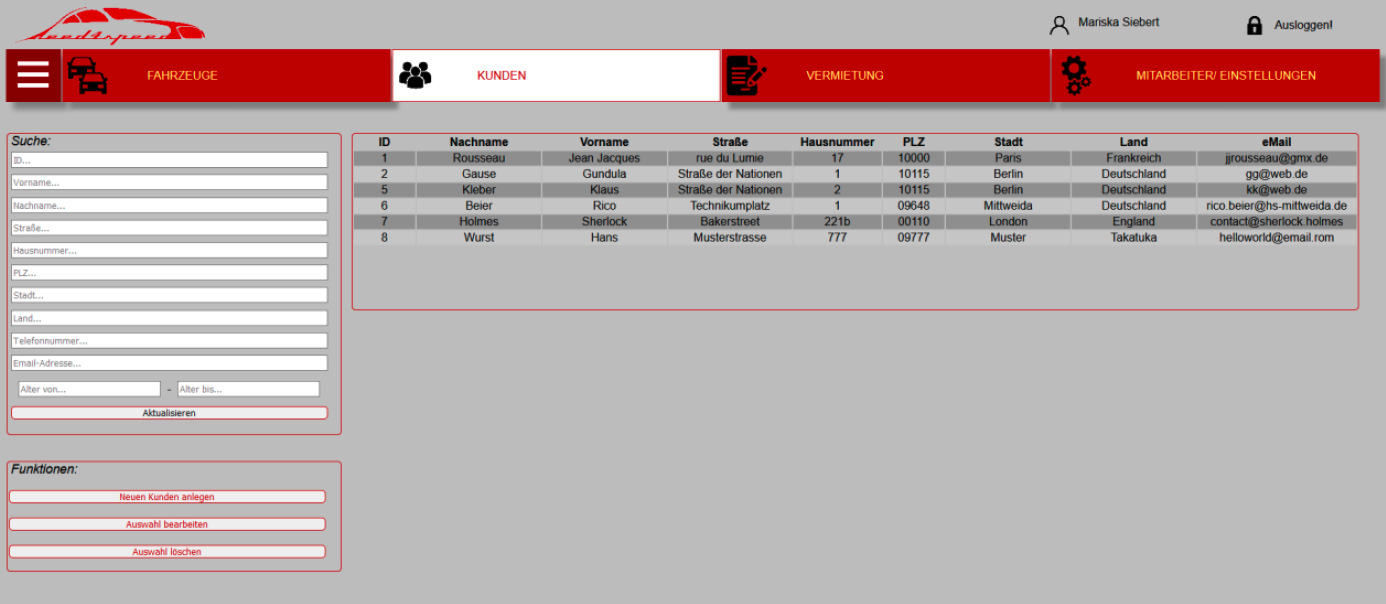 need4speed
Mariska Siebert
Ausloggen!
FAHRZEUGE
KUNDEN
VERMIETUNG
MITARBEITER/ EINSTELLUNGEN
Suche:
ID...
Vorname...
Nachname...
Straße...
Hausnummer...
PLZ...
Stadt...
Land...
Telefonnummer...
Email-Adresse...
Alter von... - Alter bis...
Aktualisieren
Funktionen:
Neuen Kunden anlegen
Auswahl bearbeiten
Auswahl löschen
ID Nachname Vorname Straße Hausnummer PLZ Stadt Land eMail
1 Rousseau Jean Jacques rue du Lumie 17 10000 Paris Frankreich jjrousseau@gmx.de
2 Gause Gundula Straße der Nationen 1 10115 Berlin Deutschland gg@web.de
5 Kleber Klaus Straße der Nationen 2 10115 Berlin Deutschland kk@web.de
6 Beier Rico Technikumplatz 1 09648 Mittweida Deutschland rico.beier@hs-mittweida.de
7 Holmes Sherlock Bakerstreet 221b 00110 London England contact@sherlock.holmes
8 Wurst Hans Musterstrasse 777 09777 Muster Takatuka helloworld@email.rom